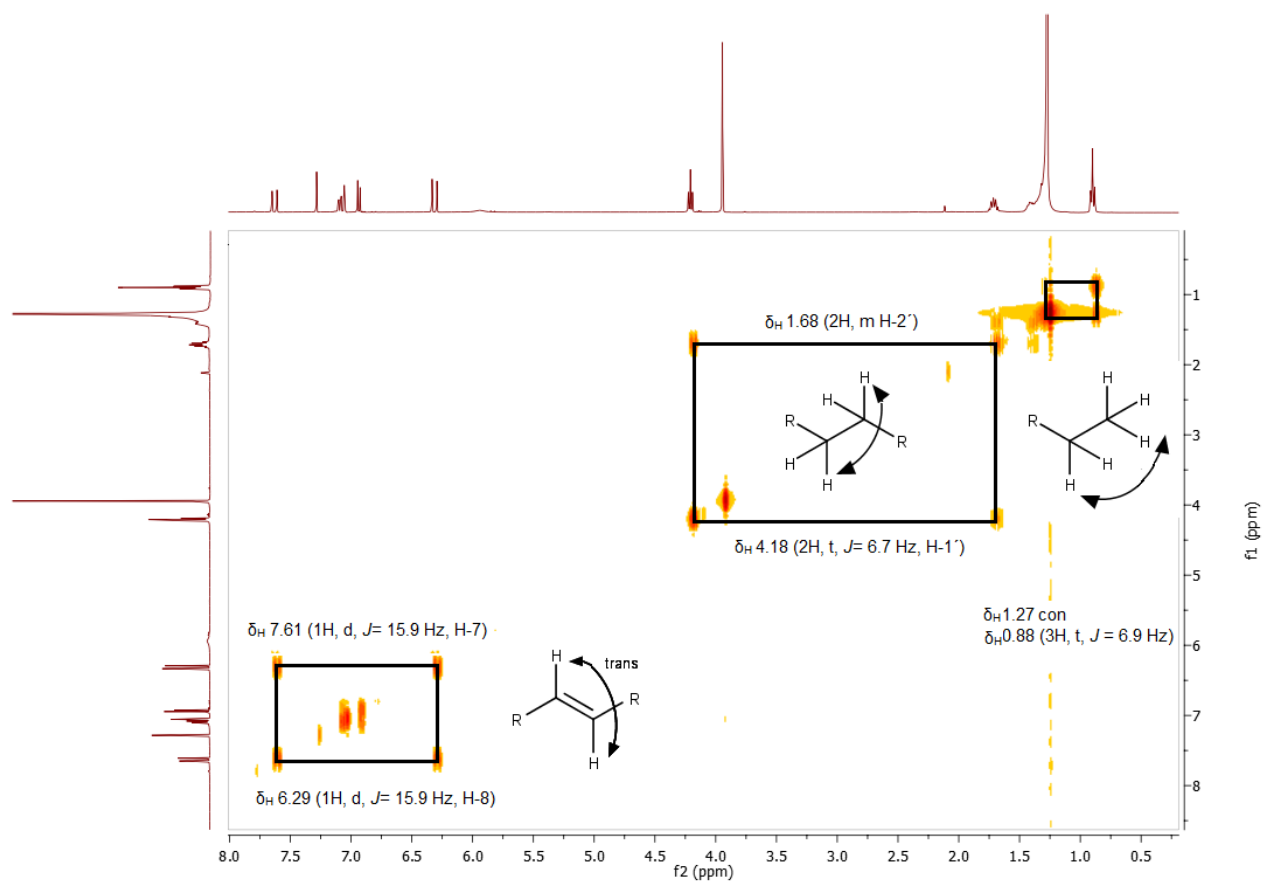 δH 1.68 (2H, m H-2´)
H
H
R
R
H
H
H
H
R
H
H
H
δH 4.18 (2H, t, J= 6.7 Hz, H-1´)
δH 1.27 con
δH 0.88 (3H, t, J = 6.9 Hz)
δH 7.61 (1H, d, J= 15.9 Hz, H-7)
H
trans
R
R
H
δH 6.29 (1H, d, J= 15.9 Hz, H-8)
1
2
3
4
5
6
7
8
f1 (ppm)
8.0 7.5 7.0 6.5 6.0 5.5 5.0 4.5 4.0 3.5 3.0 2.5 2.0 1.5 1.0 0.5
f2 (ppm)